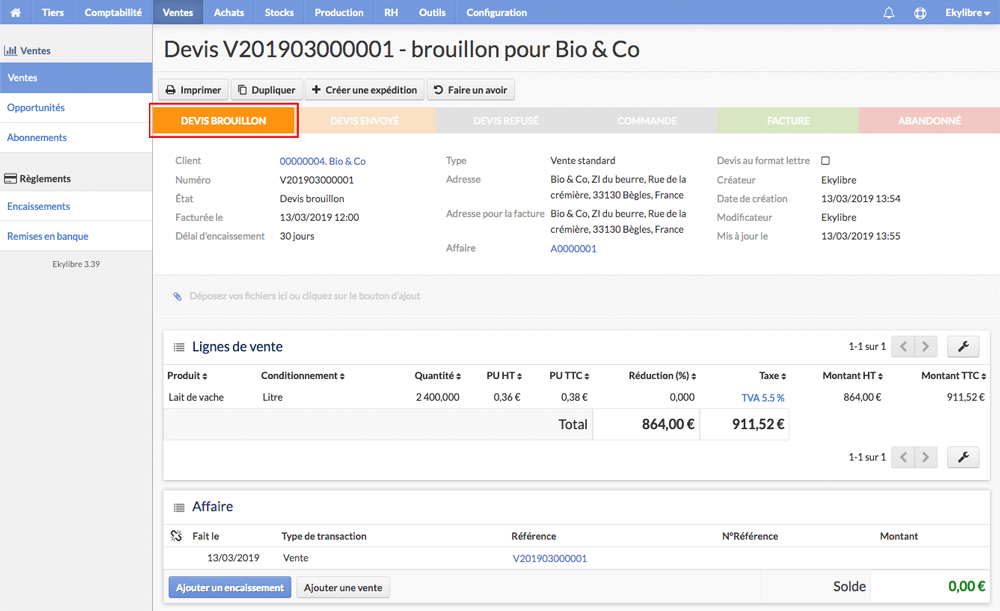 Tiers Comptabilité Ventes Achats Stocks Production RH Outils Configuration Ekylibre
Ventes
Ventes
Opportunités
Abonnements
Règlements
Encaissements
Remises en banque
Ekylibre 3.39
Devis V201903000001 - brouillon pour Bio & Co
Imprimer Dupliquer Créer une expédition Faire un avoir
DEVIS BROUILLON DEVIS ENVOYÉ DEVIS REFUSÉ COMMANDE FACTURE ABANDONNÉ
Client 00000004. Bio & Co
Numéro V201903000001
État Devis brouillon
Facturée le 13/03/2019 12:00
Délai d'encaissement 30 jours
Type Vente standard
Adresse Bio & Co, ZI du beurre, Rue de la
crémière, 33130 Bègles, France
Adresse pour la facture Bio & Co, ZI du beurre, Rue de la
crémière, 33130 Bègles, France
Affaire A0000001
Devis au format lettre
Créateur Ekylibre
Date de création 13/03/2019 13:54
Modificateur Ekylibre
Mis à jour le 13/03/2019 13:55
Déposez vos fichiers ici ou cliquez sur le bouton d'ajout
Lignes de vente 1-1 sur 1
Produit Conditionnement Quantité PU HT PU TTC Réduction (%) Taxe Montant HT Montant TTC
Lait de vache Litre 2 400,000 0,36 € 0,38 € 0,000 TVA 5.5 % 864,00 € 911,52 €
Total 864,00 € 911,52 €
1-1 sur 1
Affaire
Fait le Type de transaction Référence N°Référence Montant
13/03/2019 Vente V201903000001
Ajouter un encaissement Ajouter une vente Solde 0,00 €